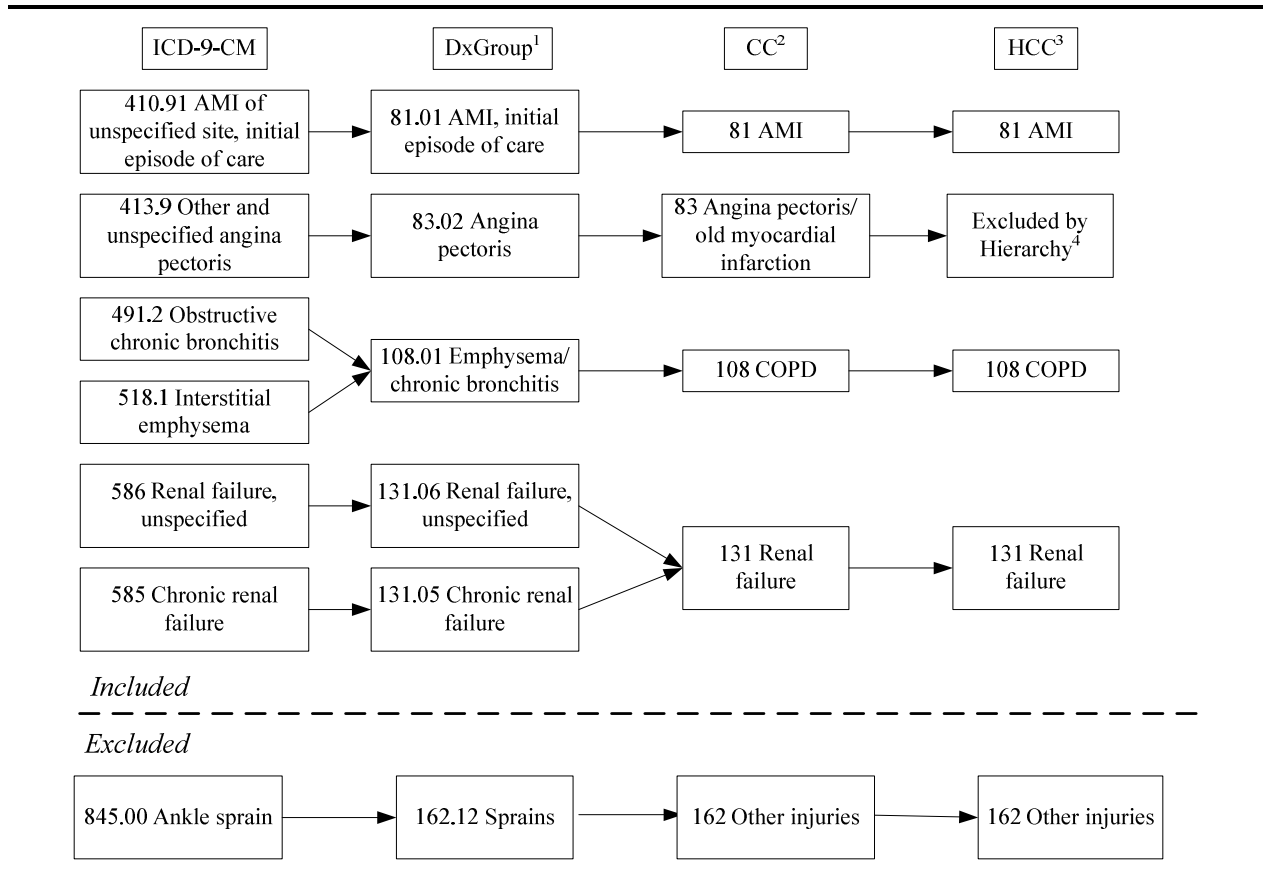 ICD-9-CM
DxGroup1
CC2
HCC3
410.91 AMI of
unspecified site, initial
episode of care
81.01 AMI, initial
episode of care
81 AMI
81 AMI
413.9 Other and
unspecified angina
pectoris
83.02 Angina
pectoris
83 Angina pectoris/
old myocardial
infarction
Excluded by
Hierarchy4
491.2 Obstructive
chronic bronchitis
518.1 Interstitial
emphysema
108.01 Emphysema/
chronic bronchitis
108 COPD
108 COPD
586 Renal failure,
unspecified
131.06 Renal failure,
unspecified
585 Chronic renal
failure
131.05 Chronic renal
failure
131 Renal
failure
131 Renal
failure
Included
Excluded
845.00 Ankle sprain
162.12 Sprains
162 Other injuries
162 Other injuries